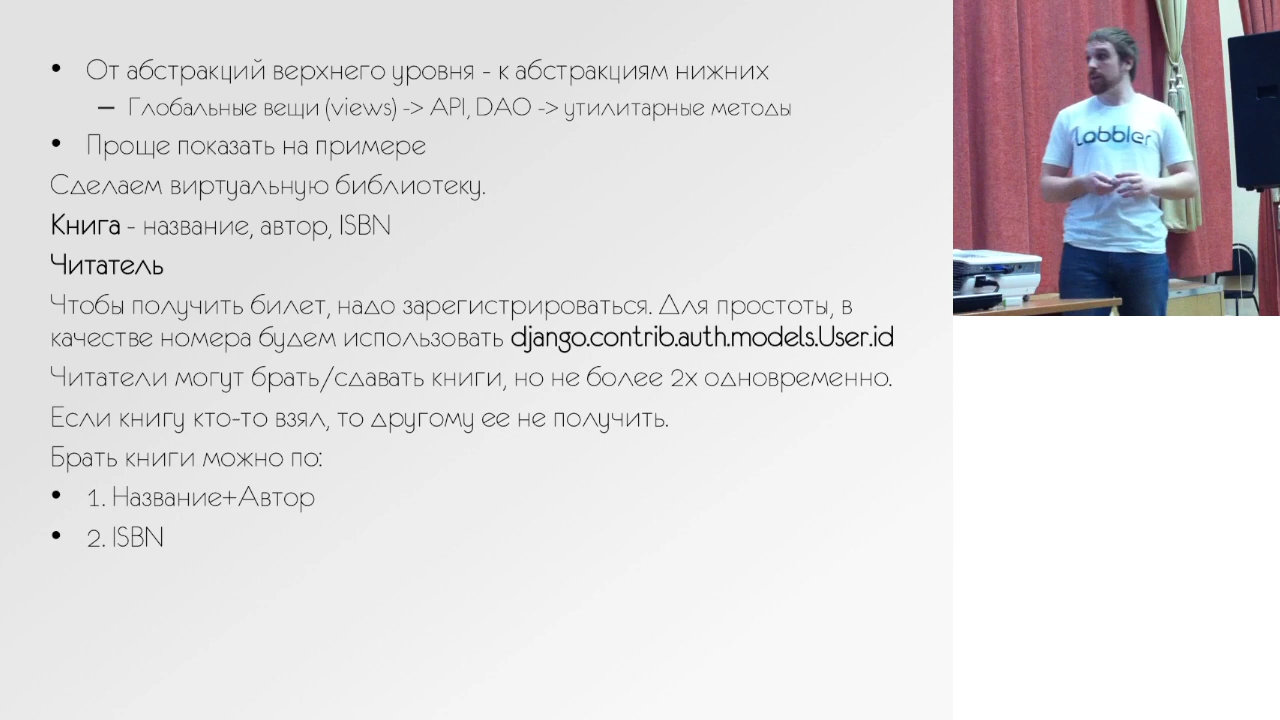 • От абстракций верхнего уровня - к абстракциям нижних
– Глобальные вещи (views) -> API, DAO -> утилитарные методы
• Проще показать на примере
Сделаем виртуальную библиотеку.
Книга - название, автор, ISBN
Читатель
Чтобы получить билет, надо зарегистрироваться. Для простоты, в
качестве номера будем использовать django.contrib.auth.models.User.id
Читатели могут брать/сдавать книги, но не более 2х одновременно.
Если книгу кто-то взял, то другому ее не получить.
Брать книги можно по:
• 1. Название+Автор
• 2. ISBN
Labbler